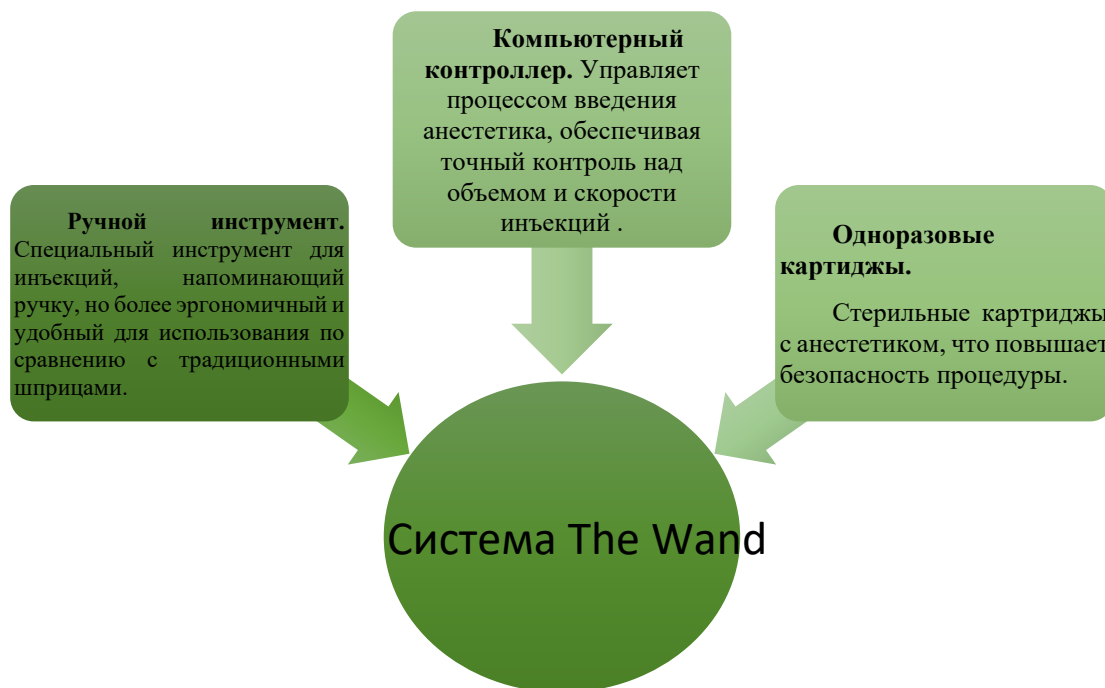 Компьютерный
контроллер. Управляет
процессом введения
анестетика, обеспечивая
точный контроль над
объемом и скорости
инъекций .
Ручной инструмент.
Специальный инструмент для
инъекций, напоминающий
ручку, но более эргономичный и
удобный для использования по
сравнению с традиционными
шприцами.
Одноразовые
картиджы.
Стерильные картриджы
с анестетиком, что повышает
безопасность процедуры.
Система The Wand